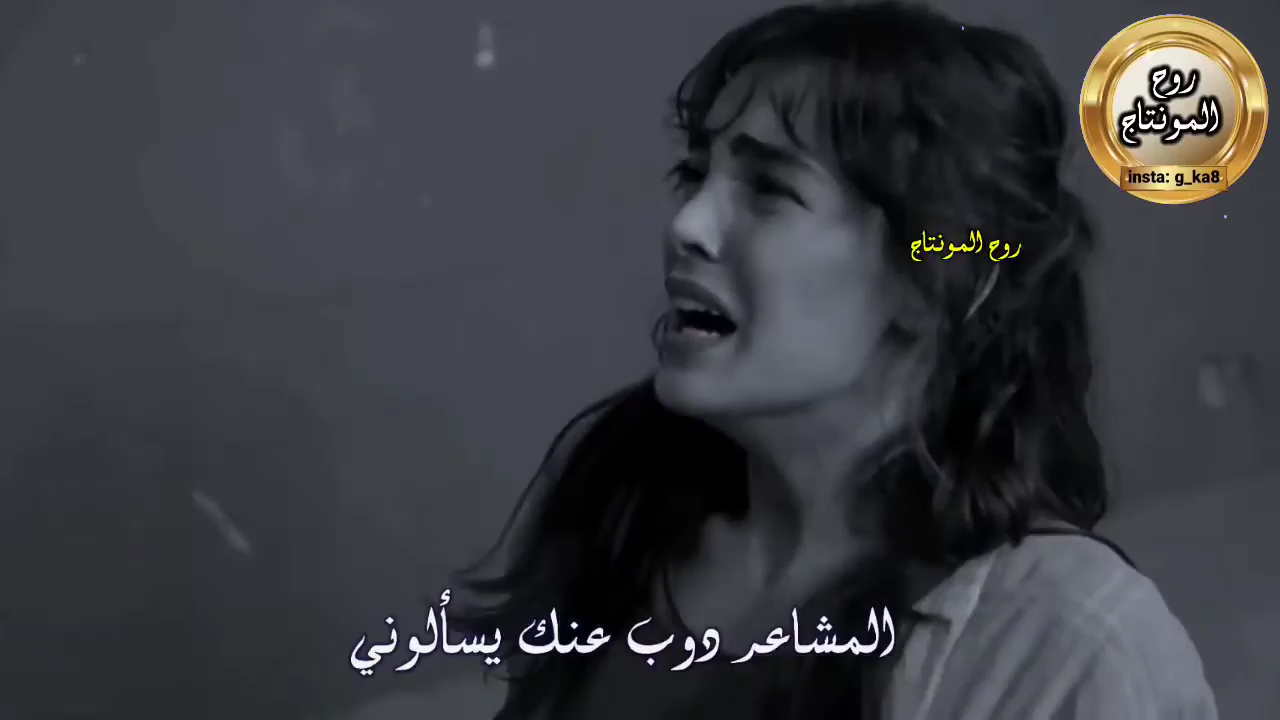 روح
المونتاج
insta: g_ka8
روح المونتاج
المشاعر دوب عنك يسألوني